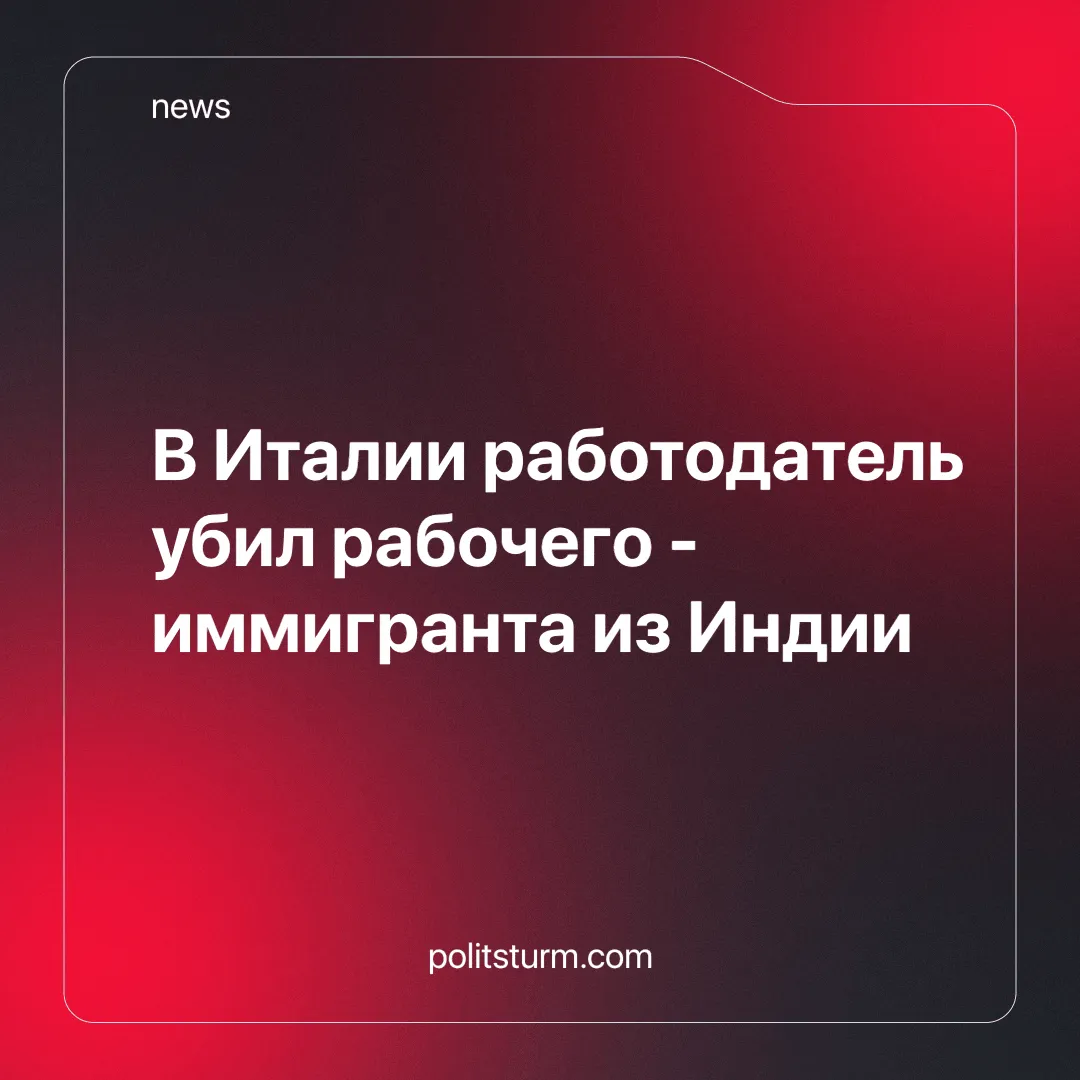 news
В Италии работодатель
убил рабочего -
иммигранта из Индии
politsturm.com